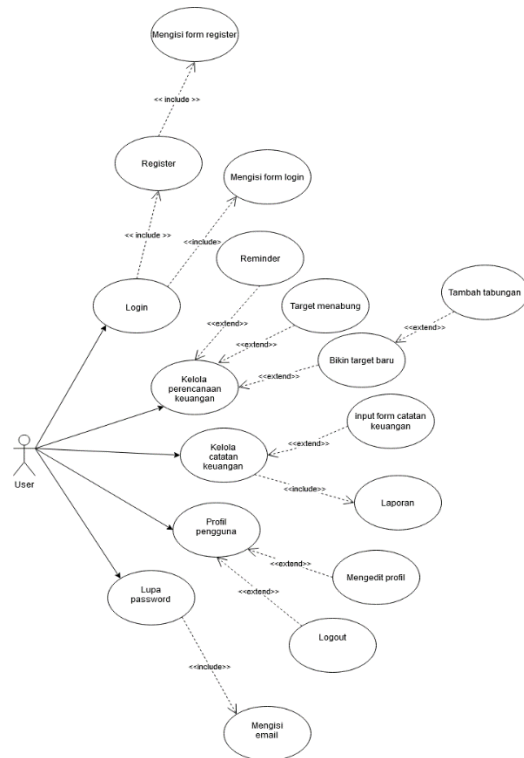 Mengisi form register
<< include >>
Register
Mengisi form login
<< include >>
<<include>
Reminder
Login
Tambah tabungan
Target menabung
<<extend>>
<<extend>>
<<extend>>
Bikin target baru
<<extend>>
Kelola
perencanaan
keuangan
Input form catatan
keuangan
<<extend>>
Kelola
catatan
keuangan
User
<<include>>
Laporan
Profil
pengguna
<<extend>>
Mengedit profil
Lupa
password
<<extend>>
Logout
<<include>>
Mengisi
email